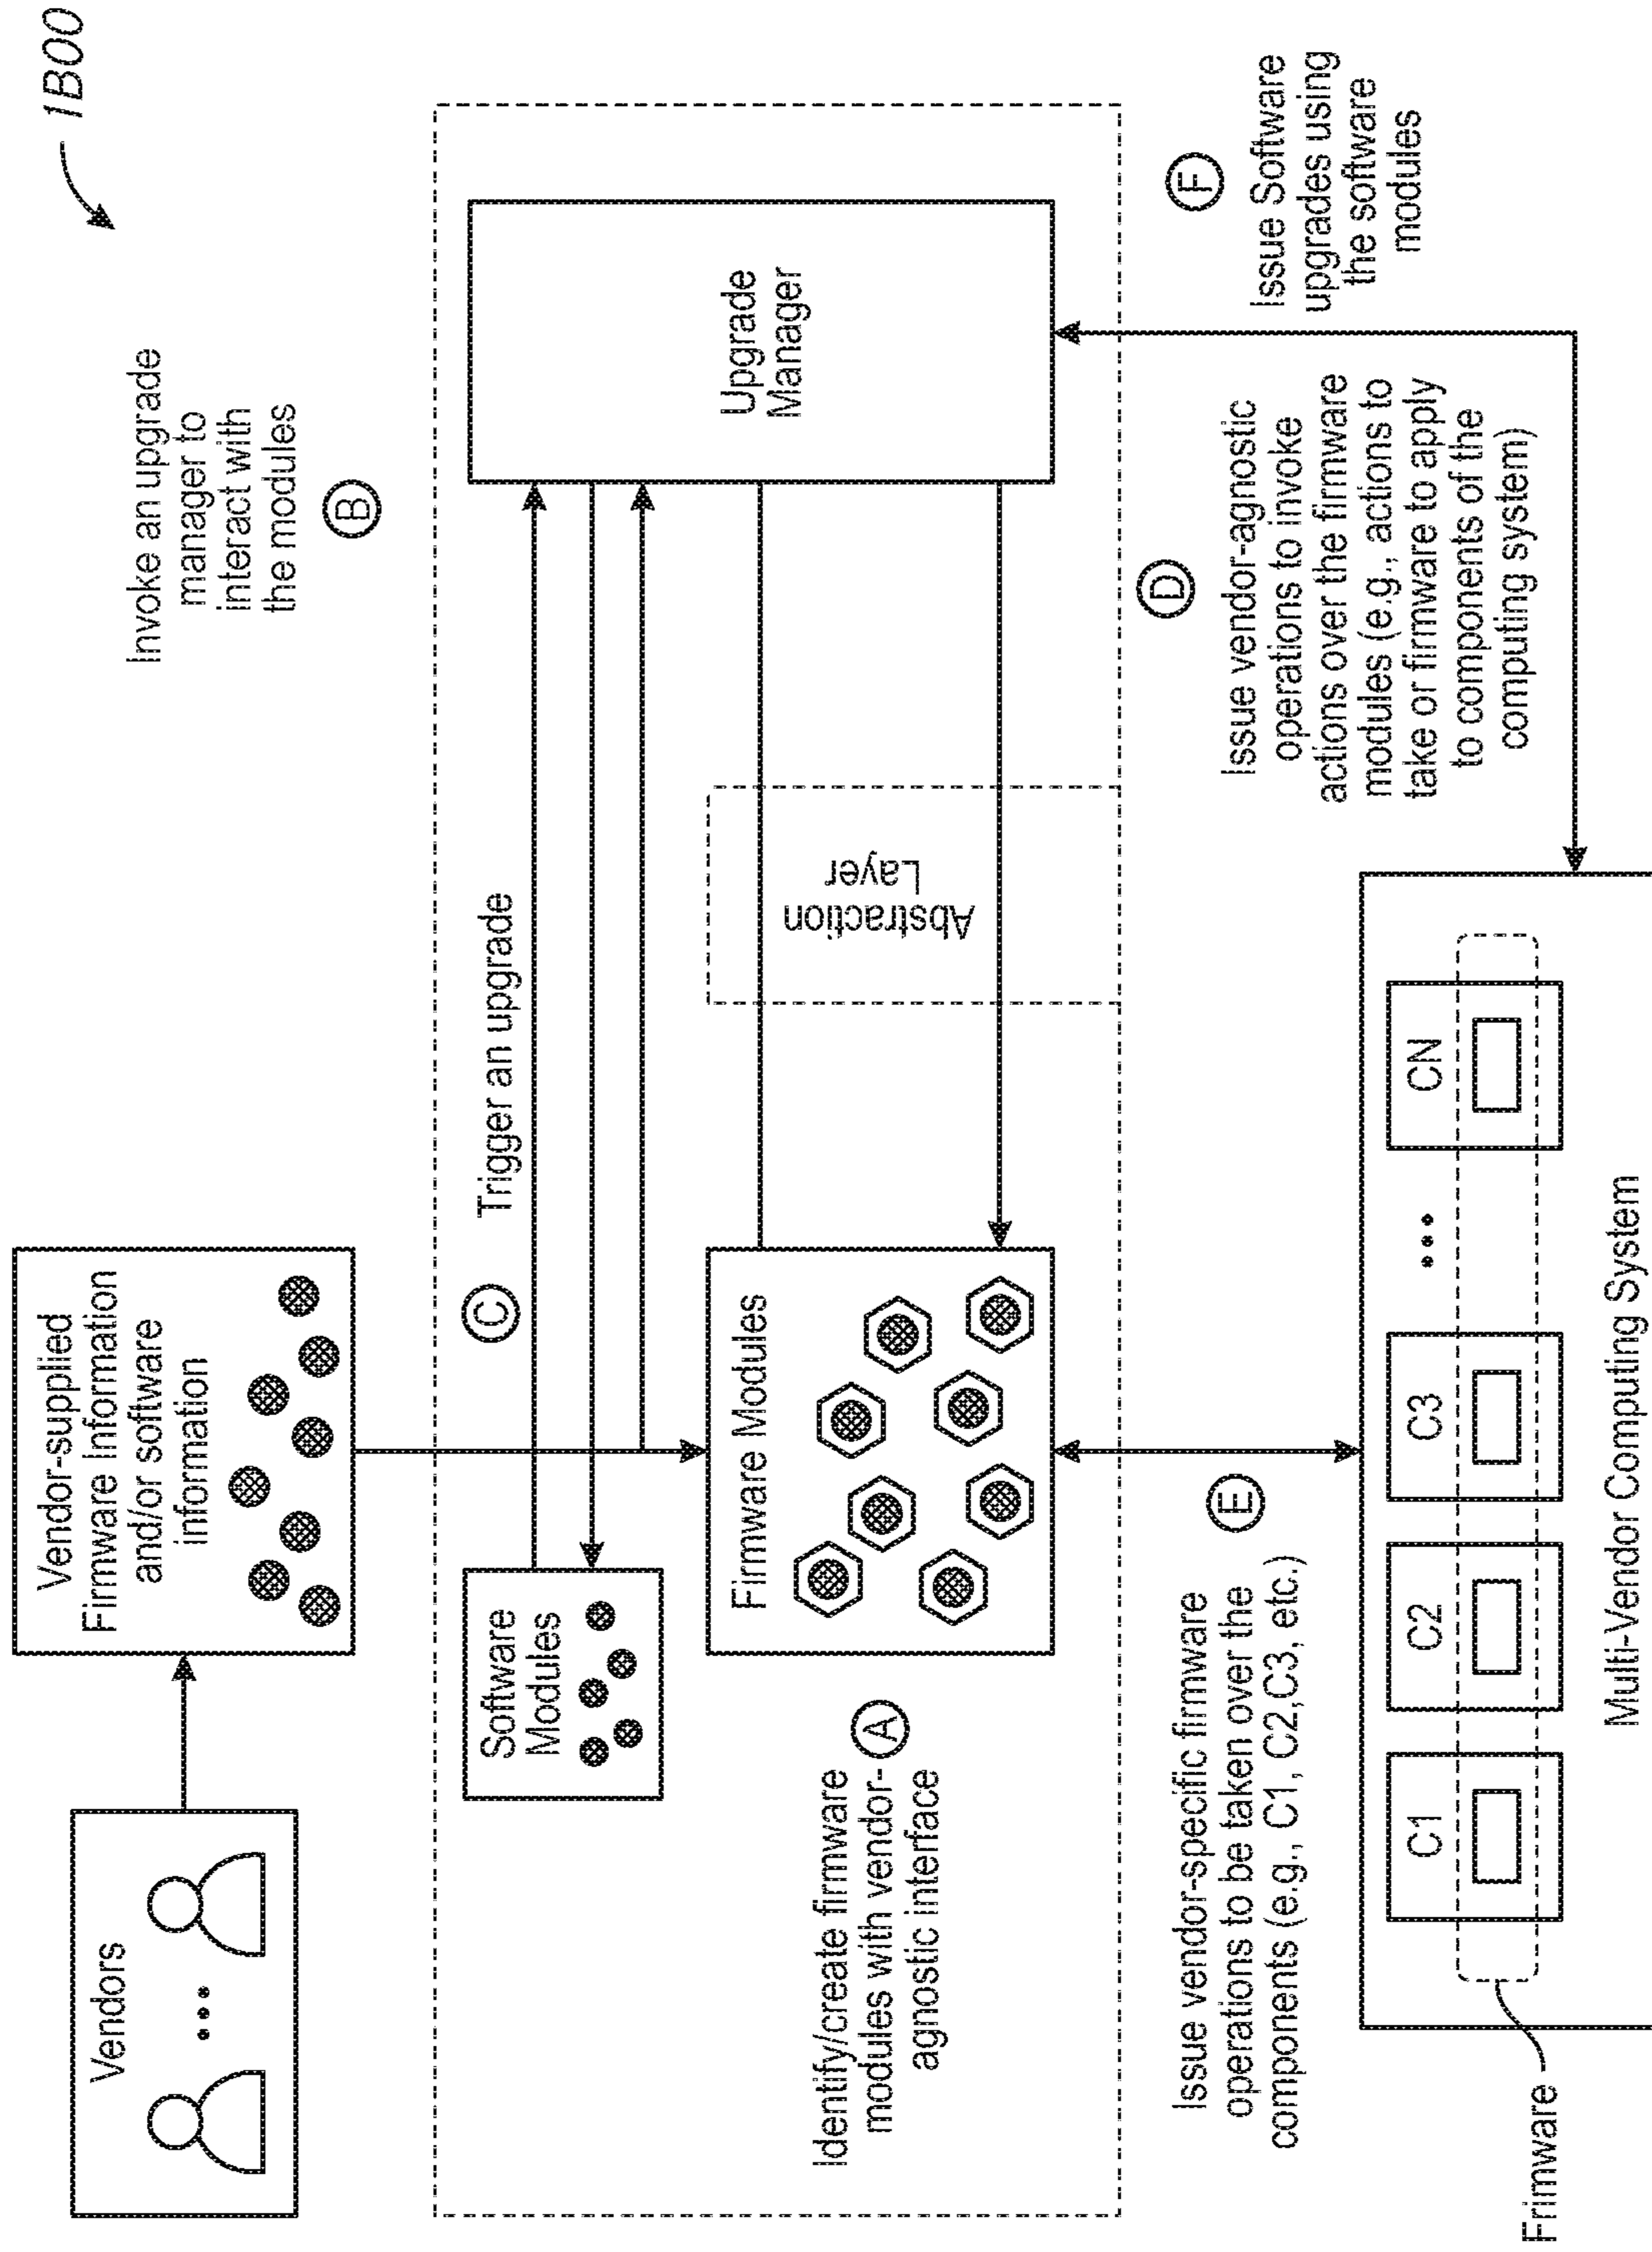 1B00
Vendors
Vendor-supplied
Firmware Information
and/or software
information
Invoke an upgrade
manager to
interact with
the modules
B
C
Trigger an upgrade
Software
Modules
Upgrade
Manager
Firmware Modules
Abstraction
Layer
A
Identify/create firmware
modules with vendor-
agnostic interface
E
Issue vendor-specific firmware
operations to be taken over the
components (e.g., C1, C2,C3, etc.)
D
Issue vendor-agnostic
operations to invoke
actions over the firmware
modules (e.g., actions to
take or firmware to apply
to components of the
computing system)
F
Issue Software
upgrades using
the software
modules
C1
C2
C3
CN
Multi-Vendor Computing System
Frimware